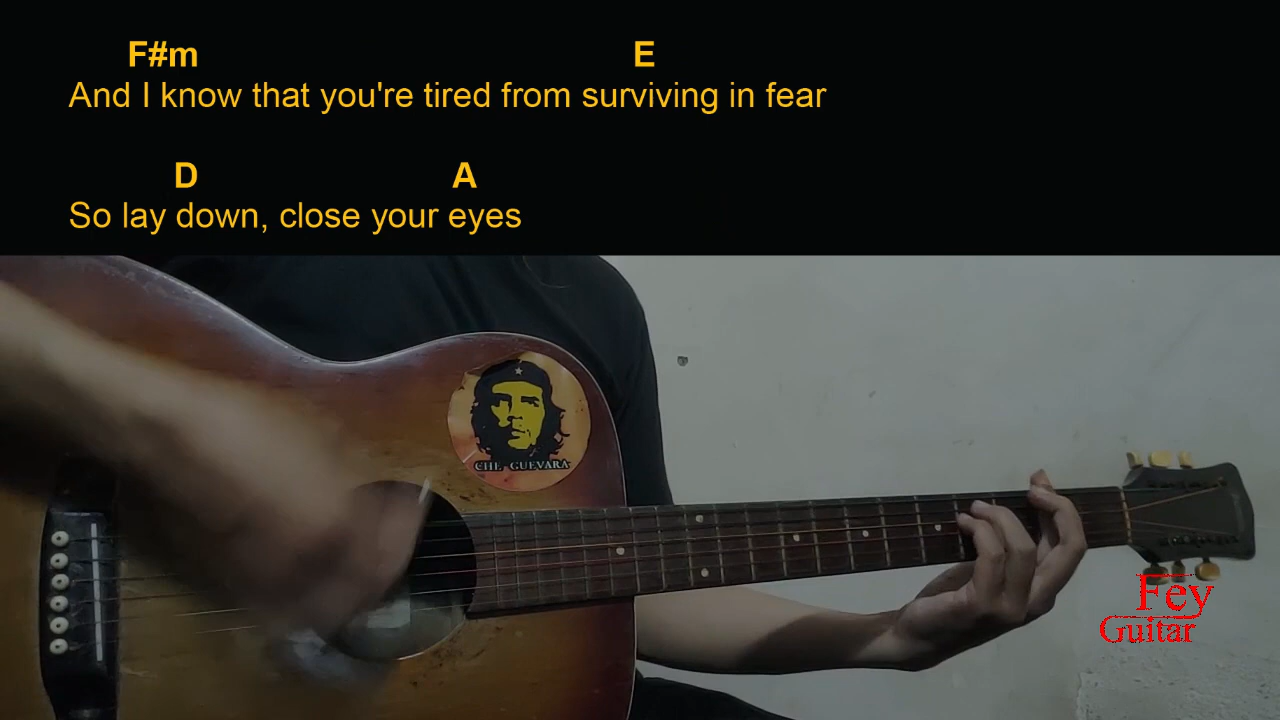 F#m E
And I know that you're tired from surviving in fear
D A
So lay down, close your eyes
CHE GUEVARA
Fey
Guitar